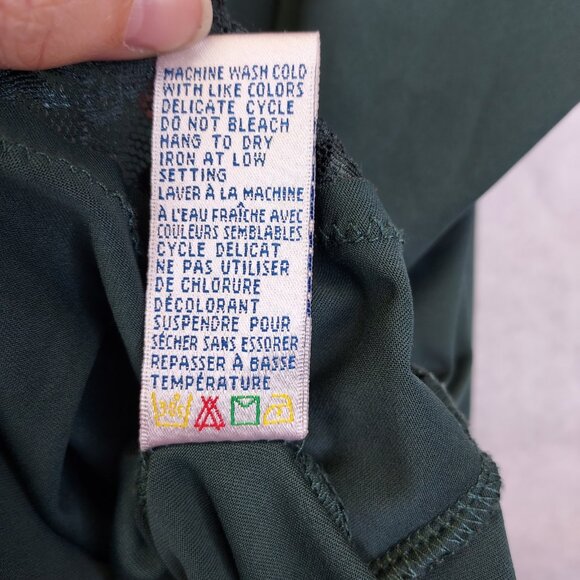 MACHINE WASH COLD
WITH LIKE COLORS
DELICATE CYCLE
DO NOT BLEACH
HANG TO DRY
IRON AT LOW
SETTING
LAVER À LA MACHINE
À L'EAU FRAÎCHE AVEC
COULEURS SEMBLABLES
CYCLE DELICAT
NE PAS UTILISER
DE CHLORURE
DÉCOLORANT
SUSPENDRE POUR
SÉCHER SANS ESSORER
REPASSER À BASSE
TEMPÉRATURE